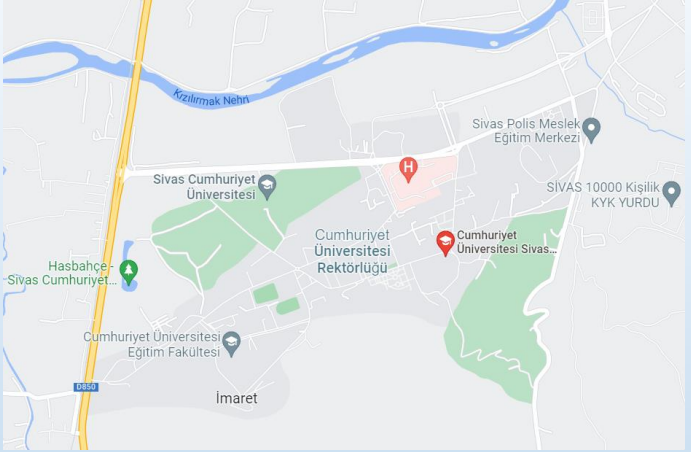 Kızılırmak Nehri
Sivas Polis Meslek
Eğitim Merkezi
H
Sivas Cumhuriyet
Üniversitesi
SİVAS 10000 Kişilik
KYK YURDU
Cumhuriyet
Üniversitesi
Rektörlüğü
Cumhuriyet
Üniversitesi Sivas...
Hasbahçe -
Sivas Cumhuriyet...
Cumhuriyet Üniversitesi
Eğitim Fakültesi
D850
İmaret